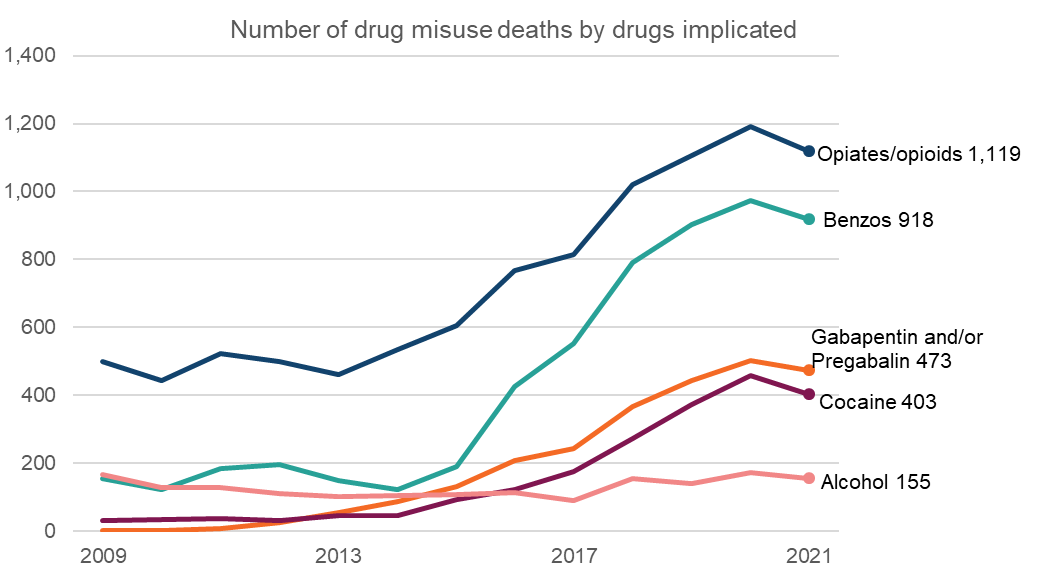 Number of drug misuse deaths by drugs implicated
1,400
1,200
1,000
800
600
400
200
0
Opiates/opioids 1,119
Benzos 918
Gabapentin and/or
Pregabalin 473
Cocaine 403
Alcohol 155
2009
2013
2017
2021